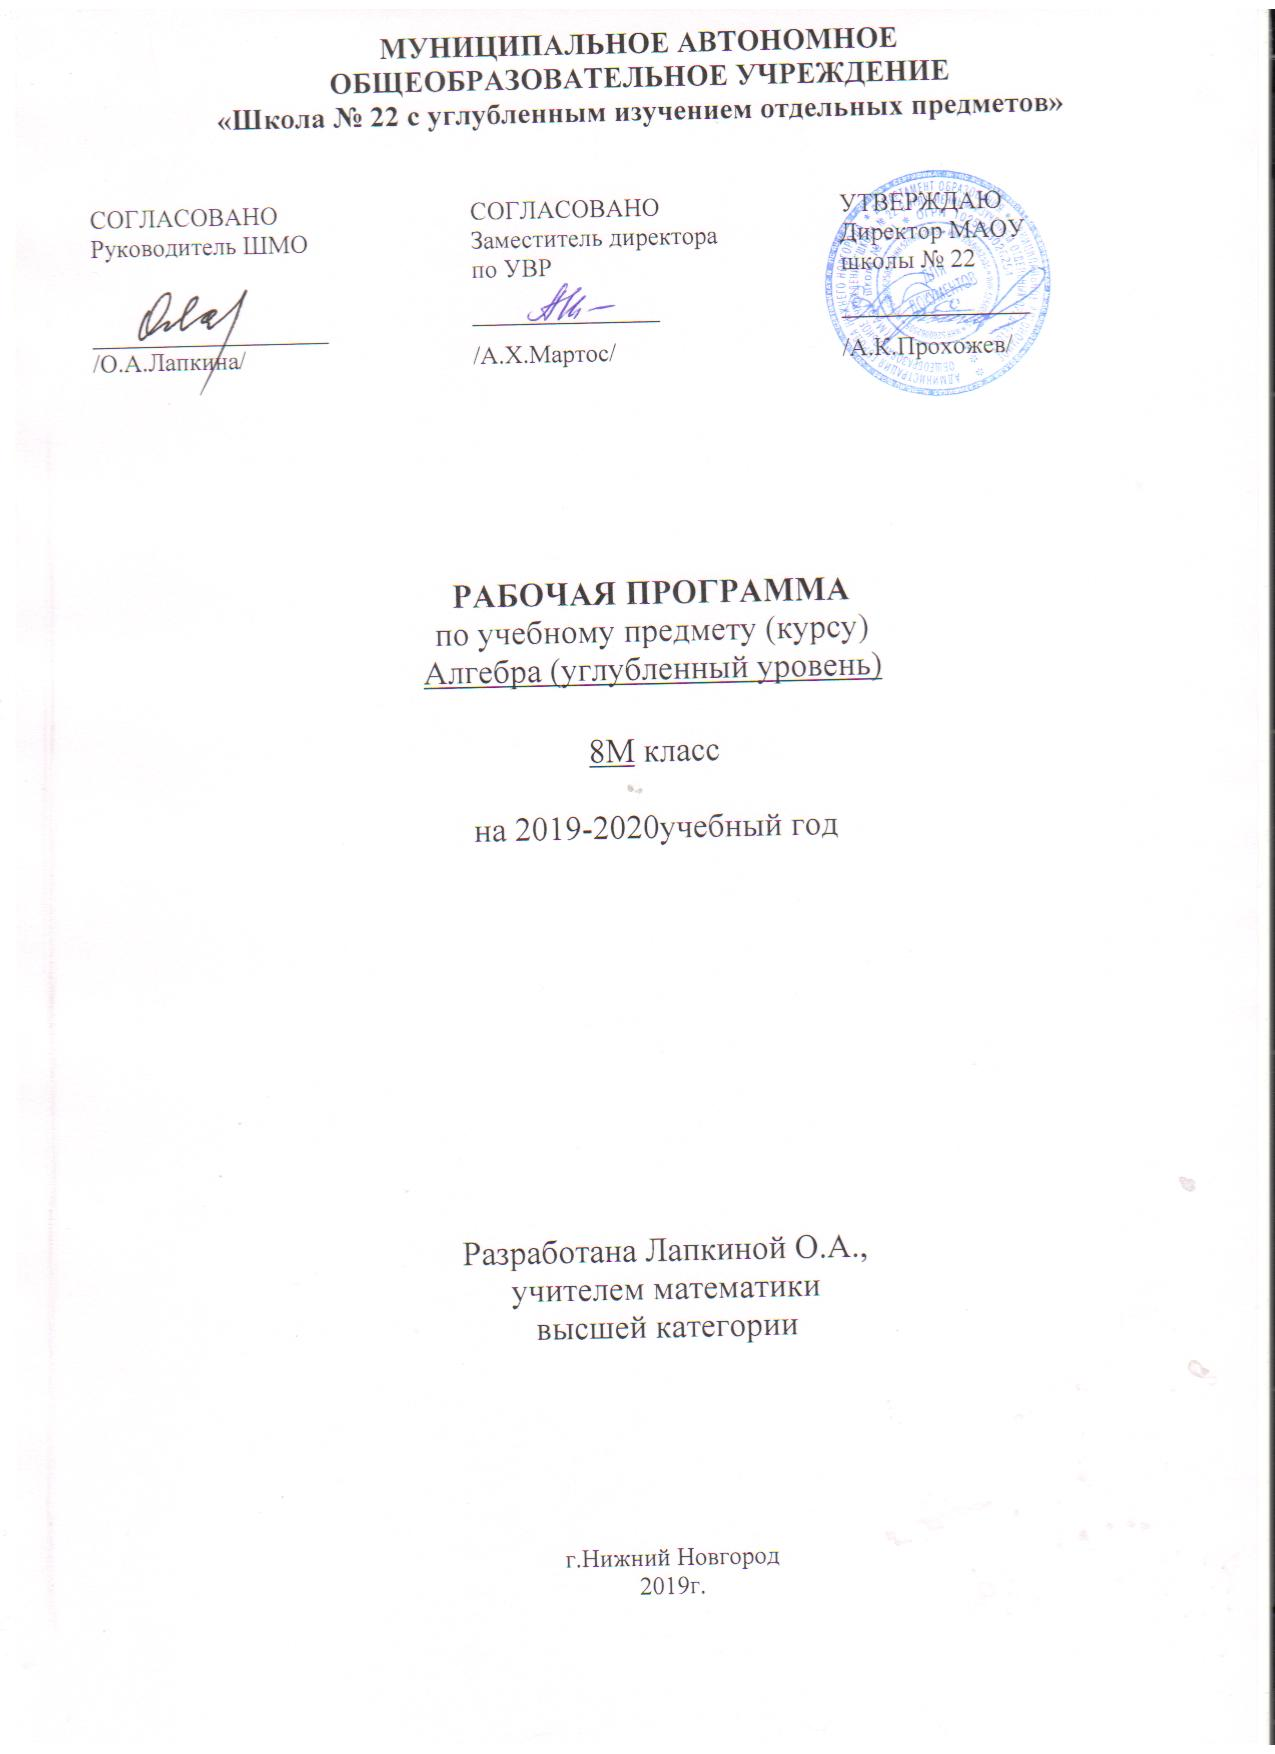 МУНИЦИПАЛЬНОЕ АВТОНОМНОЕ
ОБЩЕОБРАЗОВАТЕЛЬНОЕ УЧРЕЖДЕНИЕ
«Школа № 22 с углубленным изучением отдельных предметов»
СОГЛАСОВАНО
Руководитель ШМО
/О.А.Лапкина/
СОГЛАСОВАНО
Заместитель директора
по УВР
/А.Х.Мартос/
УТВЕРЖДАЮ
Директор МАОУ
школы № 22
/А.К.Прохожев/
ДЛЯ
ДОКУМЕНТОВ
РАБОЧАЯ ПРОГРАММА
по учебному предмету (курсу)
Алгебра (углубленный уровень)
8М класс
на 2019-2020учебный год
Разработана Лапкиной О.А.,
учителем математики
высшей категории
г.Нижний Новгород
2019г.